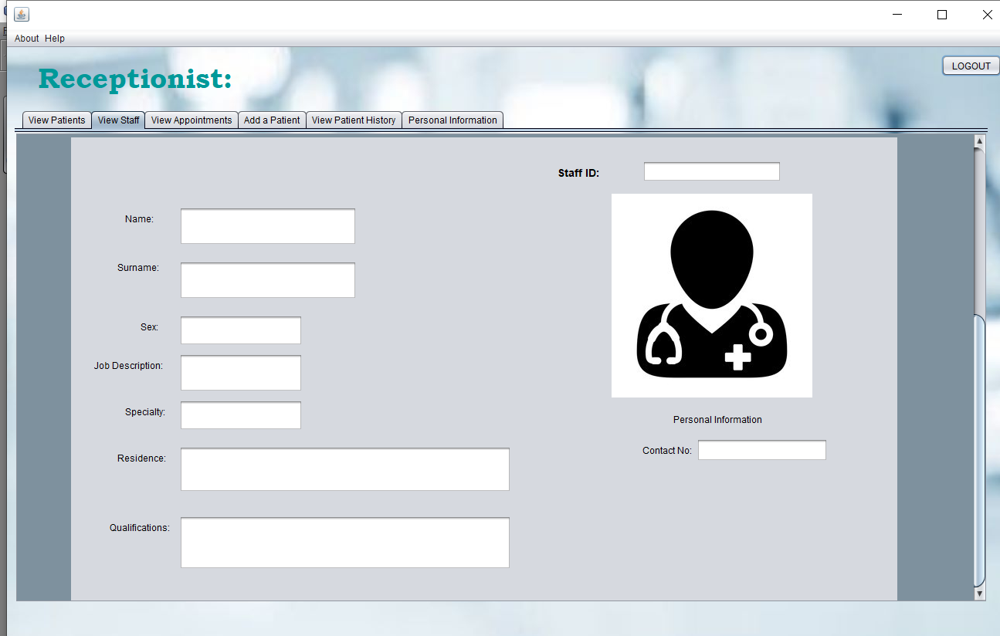 About Help
Receptionist:
LOGOUT
View Patients View Staff View Appointments Add a Patient View Patient History Personal Information
Staff ID:
Name:
Surname:
Sex:
Job Description:
Specialty:
Residence:
Qualifications:
Personal Information
Contact No: